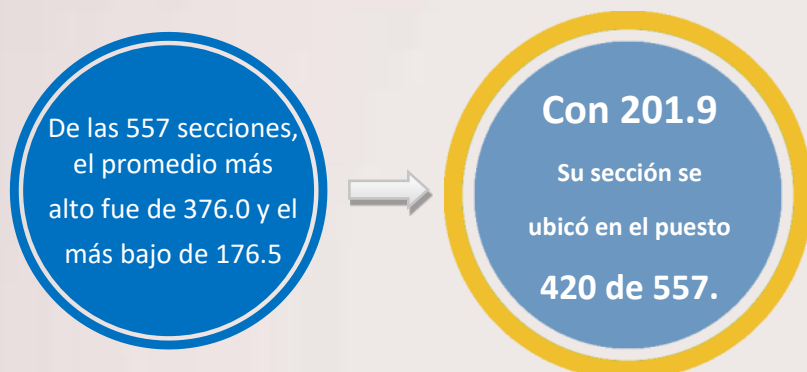 De las 557 secciones,
el promedio más
alto fue de 376.0 y el
más bajo de 176.5
Con 201.9
Su sección se
ubicó en el puesto
420 de 557.